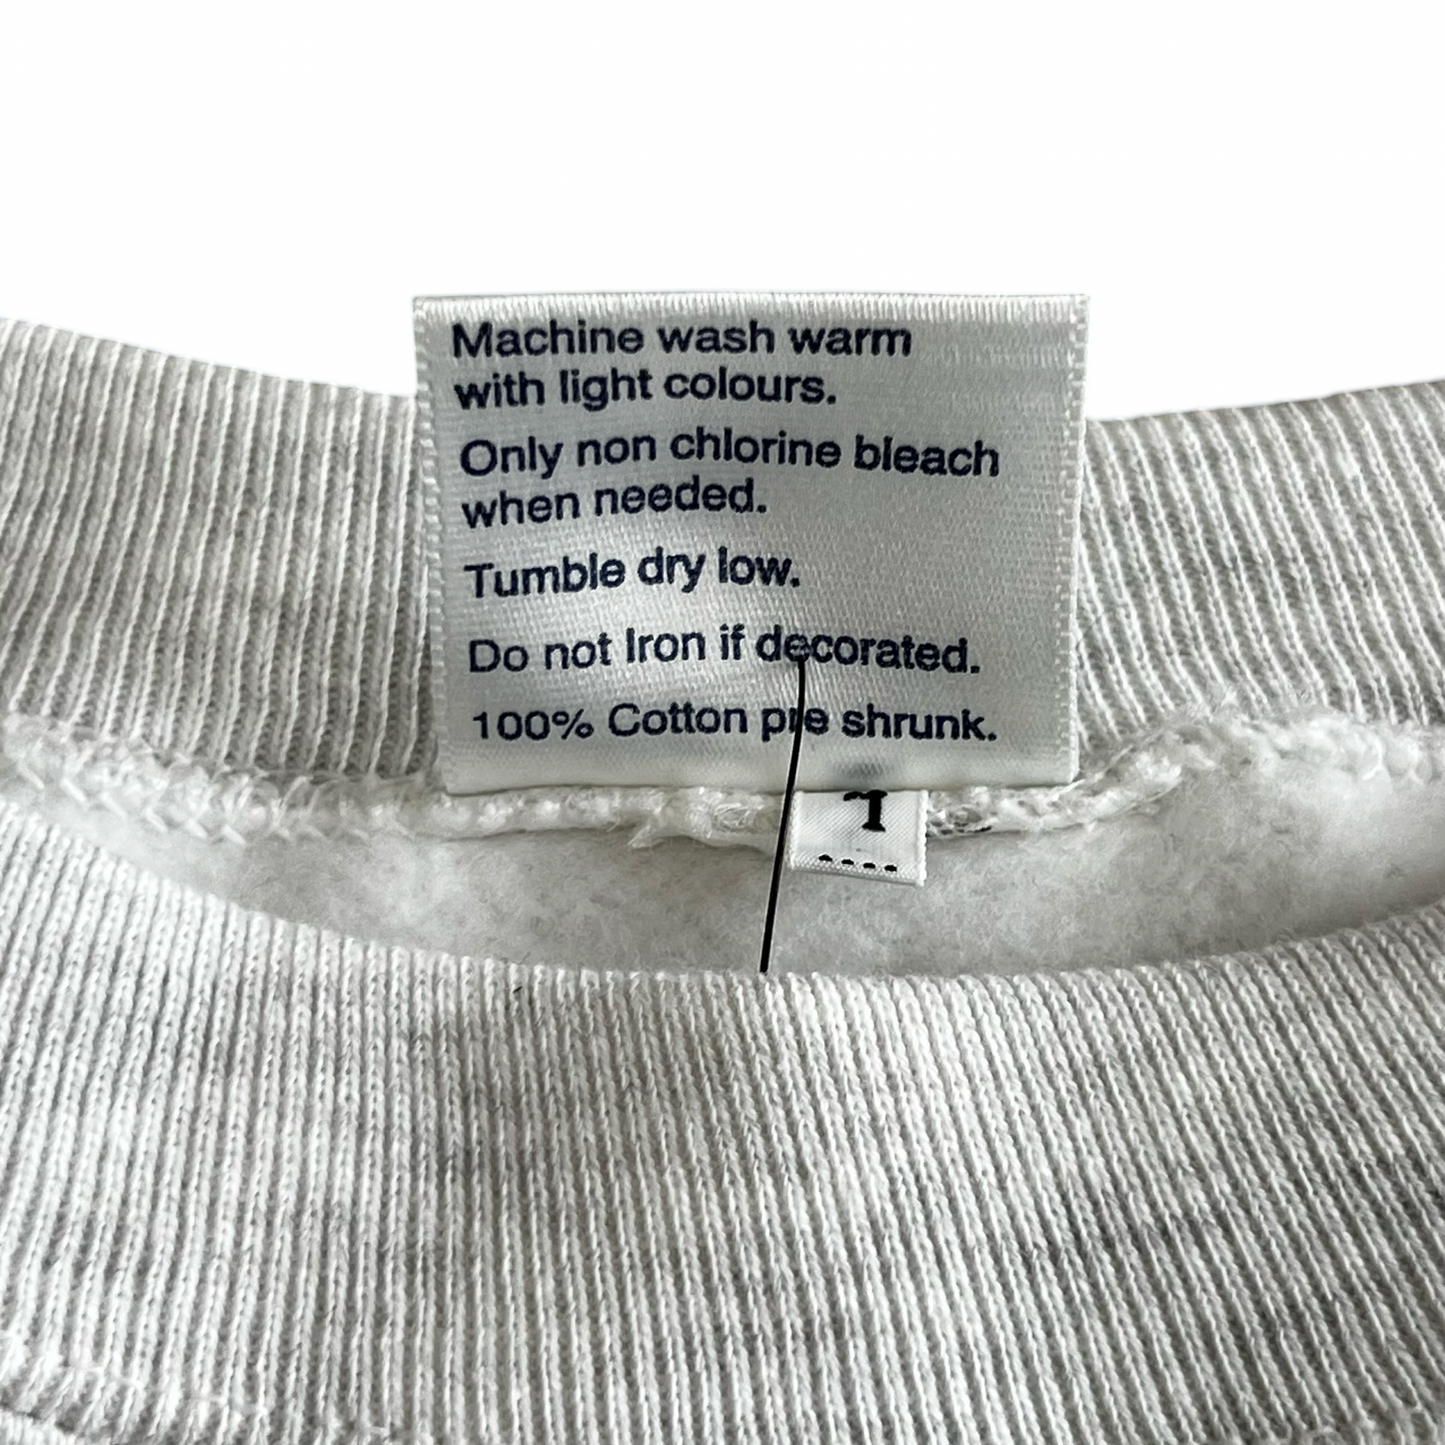 Machine wash warm
with light colours.
Only non chlorine bleach
when needed.
Tumble dry low.
Do not Iron if decorated.
100% Cotton pre shrunk.